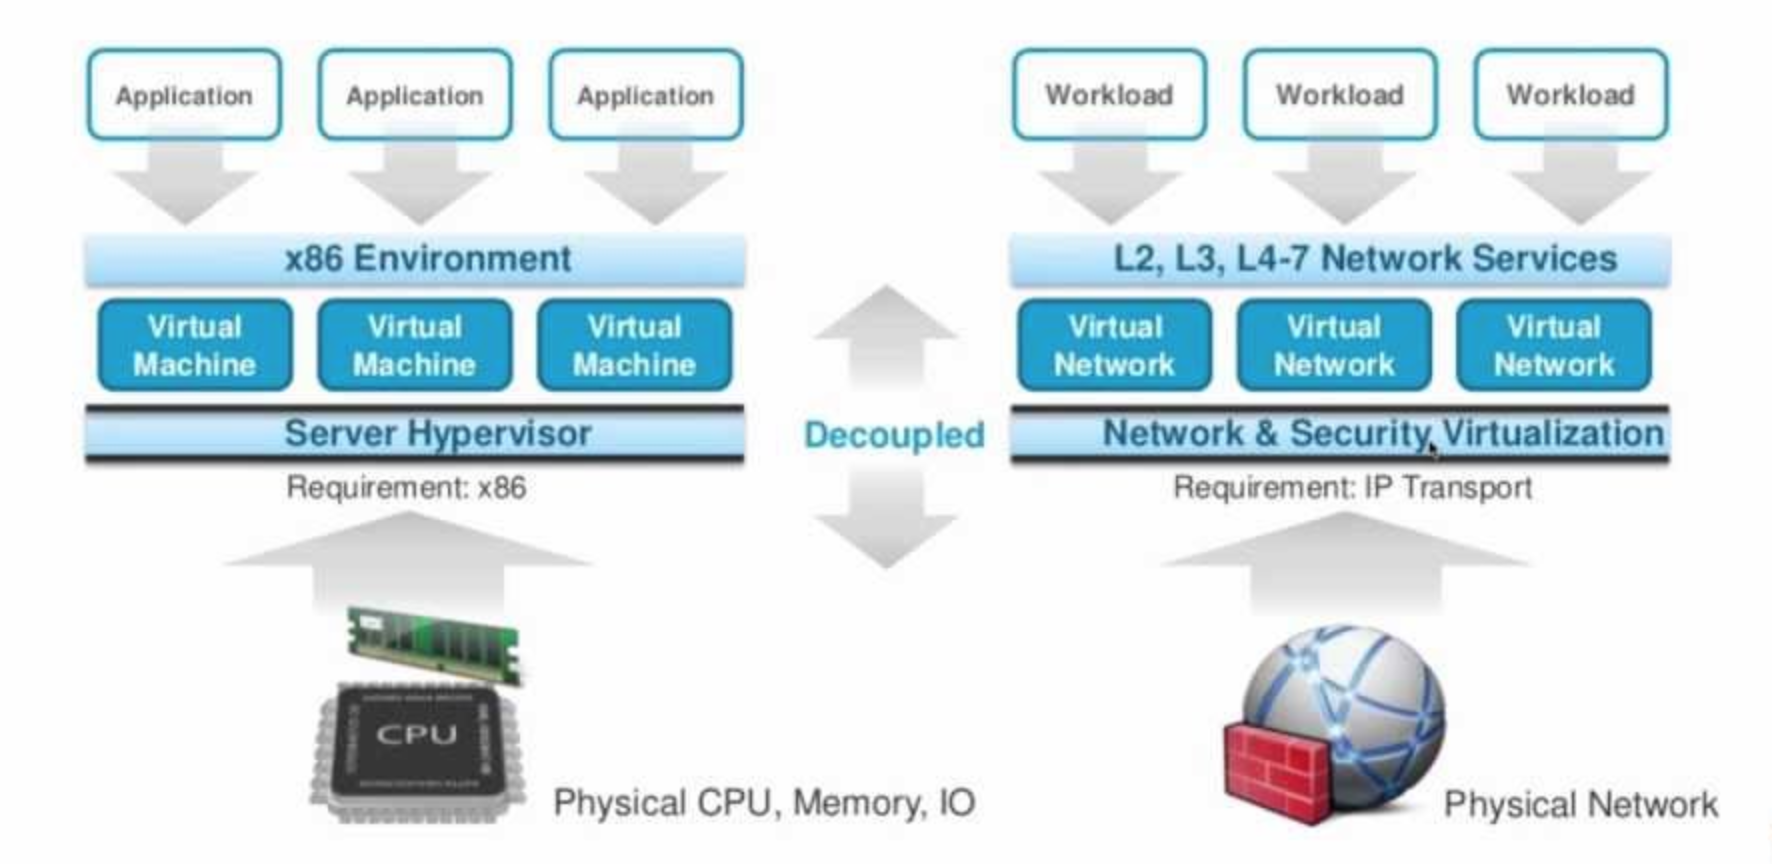 Application
Application
Application
x86 Environment
Virtual
Machine
Virtual
Machine
Virtual
Machine
Server Hypervisor
Requirement: x86
CPU
Physical CPU, Memory, IO
Decoupled
Workload
Workload
Workload
L2, L3, L4-7 Network Services
Virtual
Network
Virtual
Network
Virtual
Network
Network & Security Virtualization
Requirement: IP Transport
Physical Network